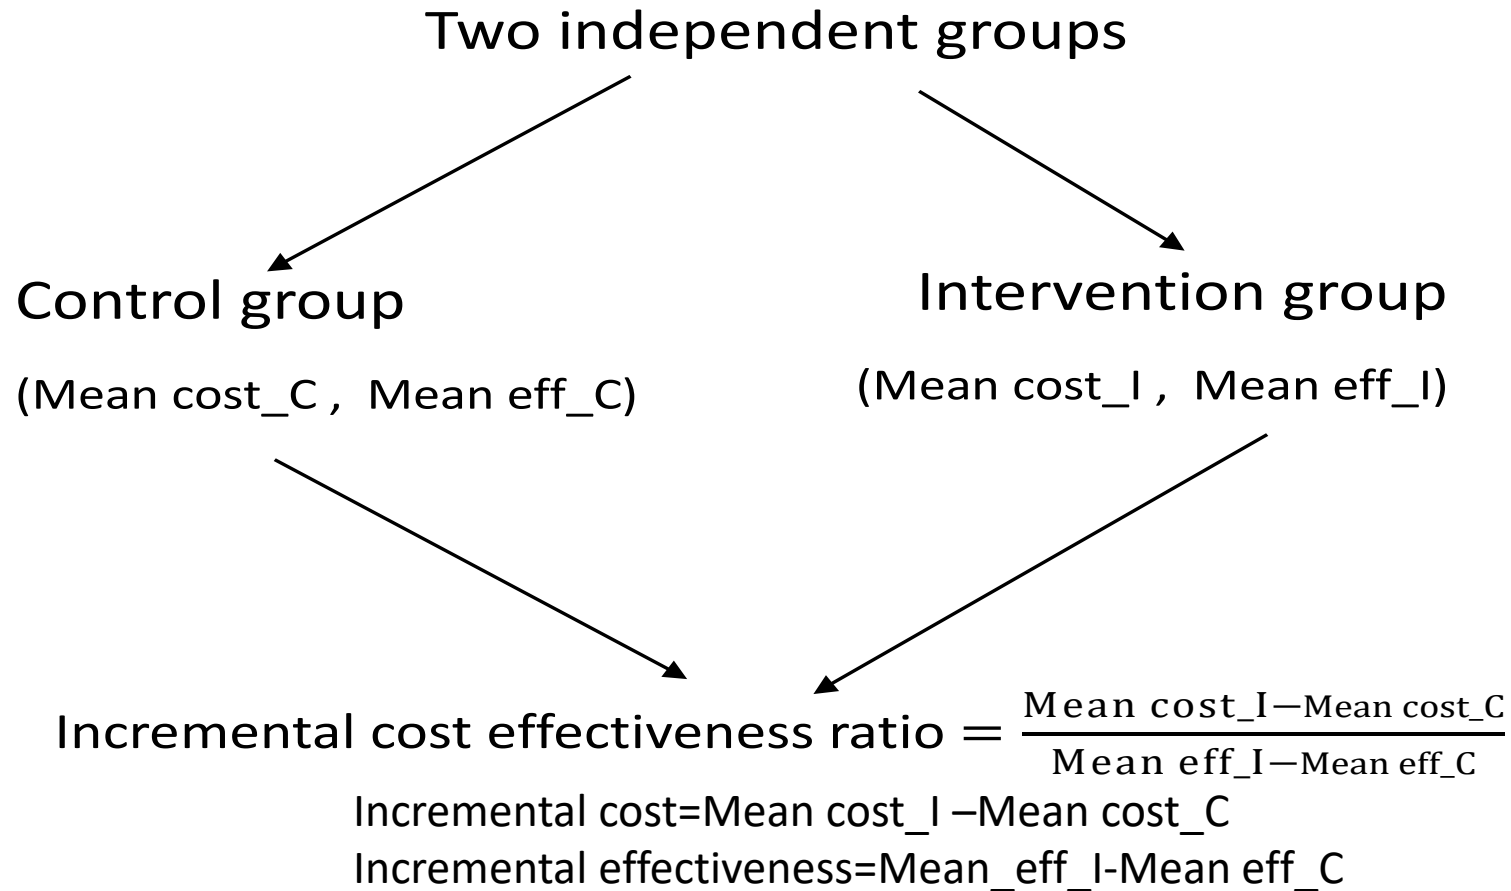 Two independent groups
Control group
Intervention group
(Mean cost_C , Mean eff_C)
(Mean cost_I , Mean eff_I)
Incremental cost effectiveness ratio = Mean cost_I−Mean cost_C
Mean eff_I−Mean eff_C
Incremental cost=Mean cost_I –Mean cost_C
Incremental effectiveness=Mean_eff_I-Mean eff_C